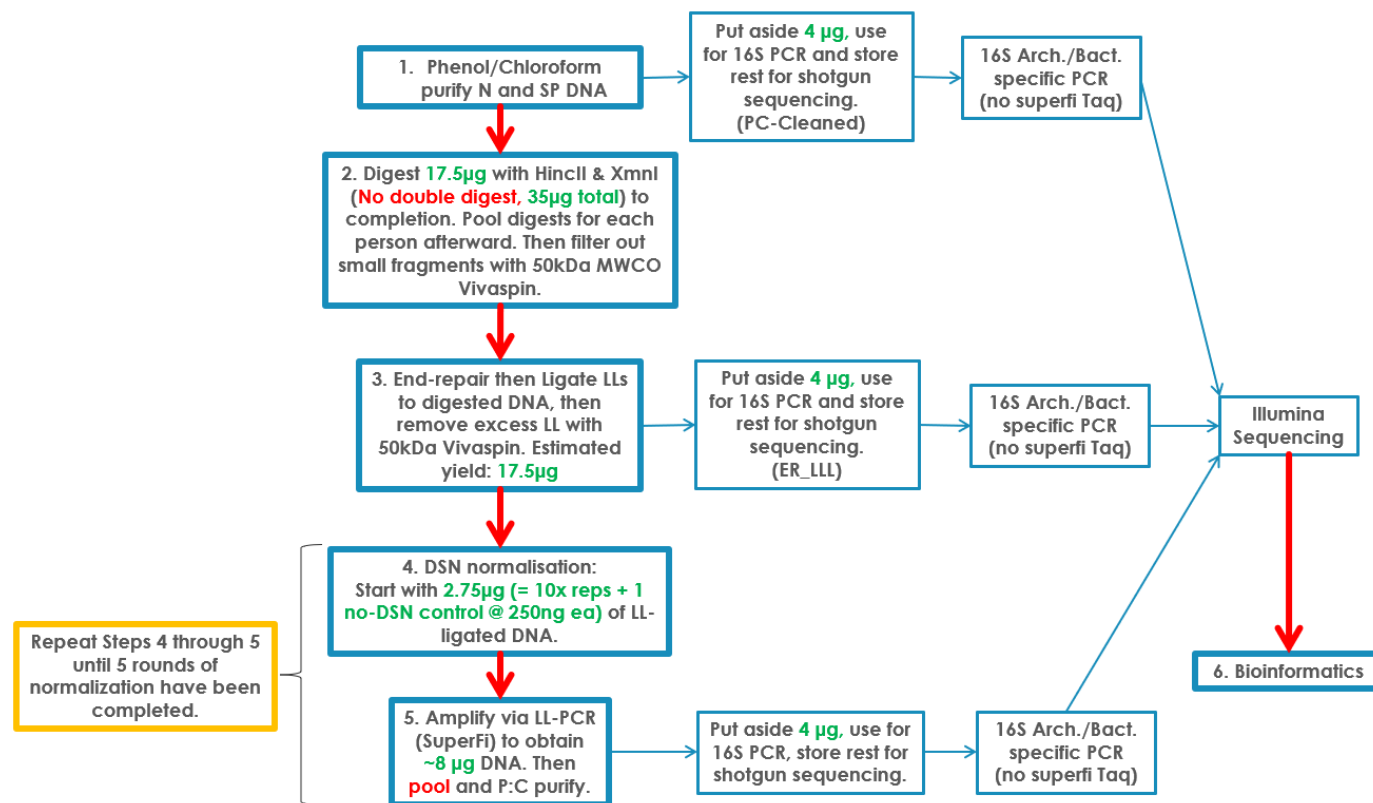 1. Phenol/Chloroform
purify N and SP DNA
Put aside 4 µg, use
for 16S PCR and store
rest for shotgun
sequencing.
(PC-Cleaned)
16S Arch./Bact.
specific PCR
(no superfi Taq)
2. Digest 17.5µg with HincII & XmnI
(No double digest, 35µg total) to
completion. Pool digests for each
person afterward. Then filter out
small fragments with 50kDa MWCO
Vivaspin.
3. End-repair then Ligate LLs
to digested DNA, then
remove excess LL with
50kDa Vivaspin. Estimated
yield: 17.5µg
Put aside 4 µg, use
for 16S PCR and store
rest for shotgun
sequencing.
(ER_LLL)
16S Arch./Bact.
specific PCR
(no superfi Taq)
Illumina
Sequencing
4. DSN normalisation:
Start with 2.75µg (= 10x reps + 1
no-DSN control @ 250ng ea) of LL-
ligated DNA.
Repeat Steps 4 through 5
until 5 rounds of
normalization have been
completed.
6. Bioinformatics
5. Amplify via LL-PCR
(SuperFi) to obtain
~8 µg DNA. Then
pool and P:C purify.
Put aside 4 µg, use for
16S PCR, store rest for
shotgun sequencing.
16S Arch./Bact.
specific PCR
(no superfi Taq)